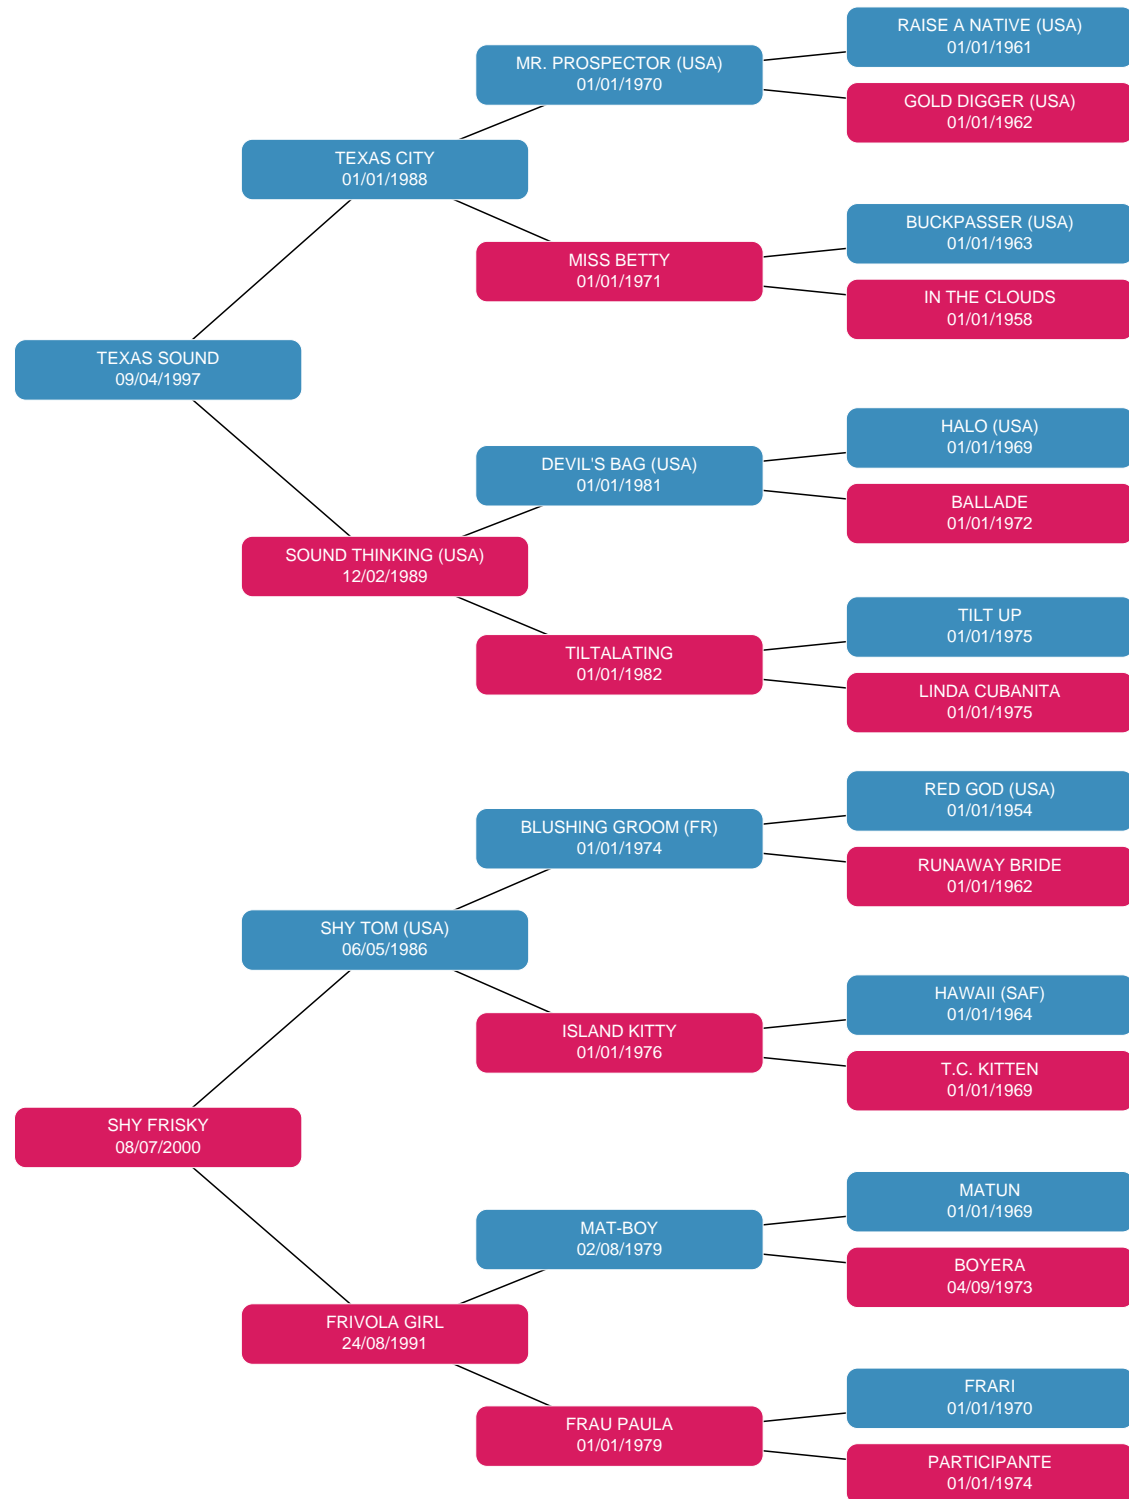 RAISE A NATIVE (USA)
01/01/1961
MR. PROSPECTOR (USA)
01/01/1970
GOLD DIGGER (USA)
01/01/1962
TEXAS CITY
01/01/1988
BUCKPASSER (USA)
01/01/1963
MISS BETTY
01/01/1971
IN THE CLOUDS
01/01/1958
TEXAS SOUND
09/04/1997
HALO (USA)
01/01/1969
DEVIL'S BAG (USA)
01/01/1981
BALLADE
01/01/1972
SOUND THINKING (USA)
12/02/1989
TILT UP
01/01/1975
TILTALATING
01/01/1982
LINDA CUBANITA
01/01/1975
RED GOD (USA)
01/01/1954
BLUSHING GROOM (FR)
01/01/1974
RUNAWAY BRIDE
01/01/1962
SHY TOM (USA)
06/05/1986
HAWAII (SAF)
01/01/1964
ISLAND KITTY
01/01/1976
T.C. KITTEN
01/01/1969
SHY FRISKY
08/07/2000
MATUN
01/01/1969
MAT-BOY
02/08/1979
BOYERA
04/09/1973
FRIVOLA GIRL
24/08/1991
FRARI
01/01/1970
FRAU PAULA
01/01/1979
PARTICIPANTE
01/01/1974